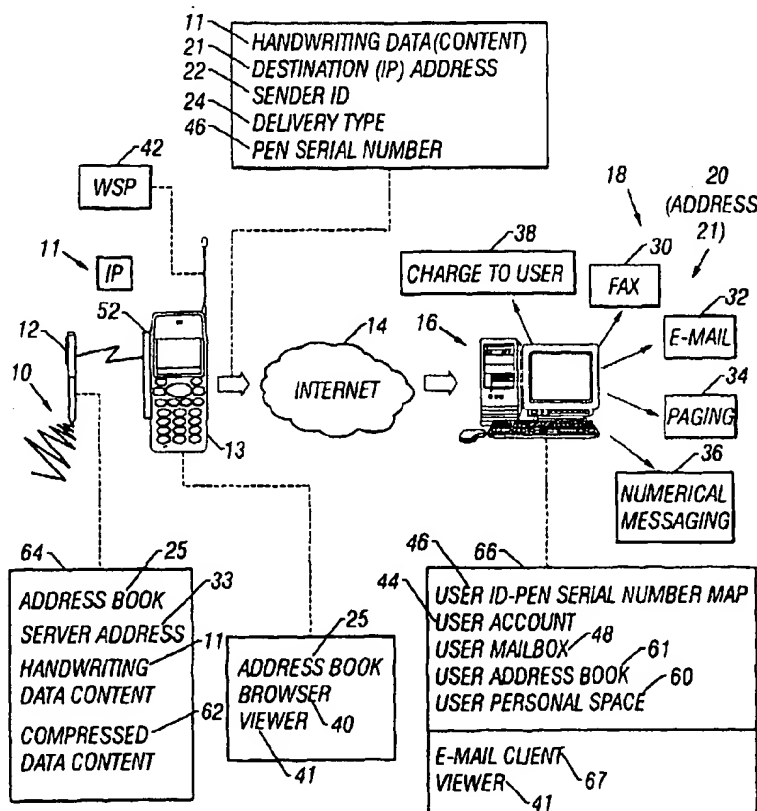 11 HANDWRITING DATA(CONTENT)
21 DESTINATION (IP) ADDRESS
22 SENDER ID
24 DELIVERY TYPE
46 PEN SERIAL NUMBER
42
WSP
11
IP
12
52
10
13
14
INTERNET
16
38
CHARGE TO USER
18
20
(ADDRESS
21)
30
FAX
32
E-MAIL
34
PAGING
36
NUMERICAL
MESSAGING
64
25
ADDRESS BOOK
33
SERVER ADDRESS
HANDWRITING 11
DATA CONTENT
62
COMPRESSED
DATA CONTENT
25
ADDRESS BOOK
BROWSER
VIEWER 40
41
46
66
USER ID-PEN SERIAL NUMBER MAP
44
USER ACCOUNT
USER MAILBOX 48
USER ADDRESS BOOK 61
USER PERSONAL SPACE 60
E-MAIL CLIENT
VIEWER 67
41